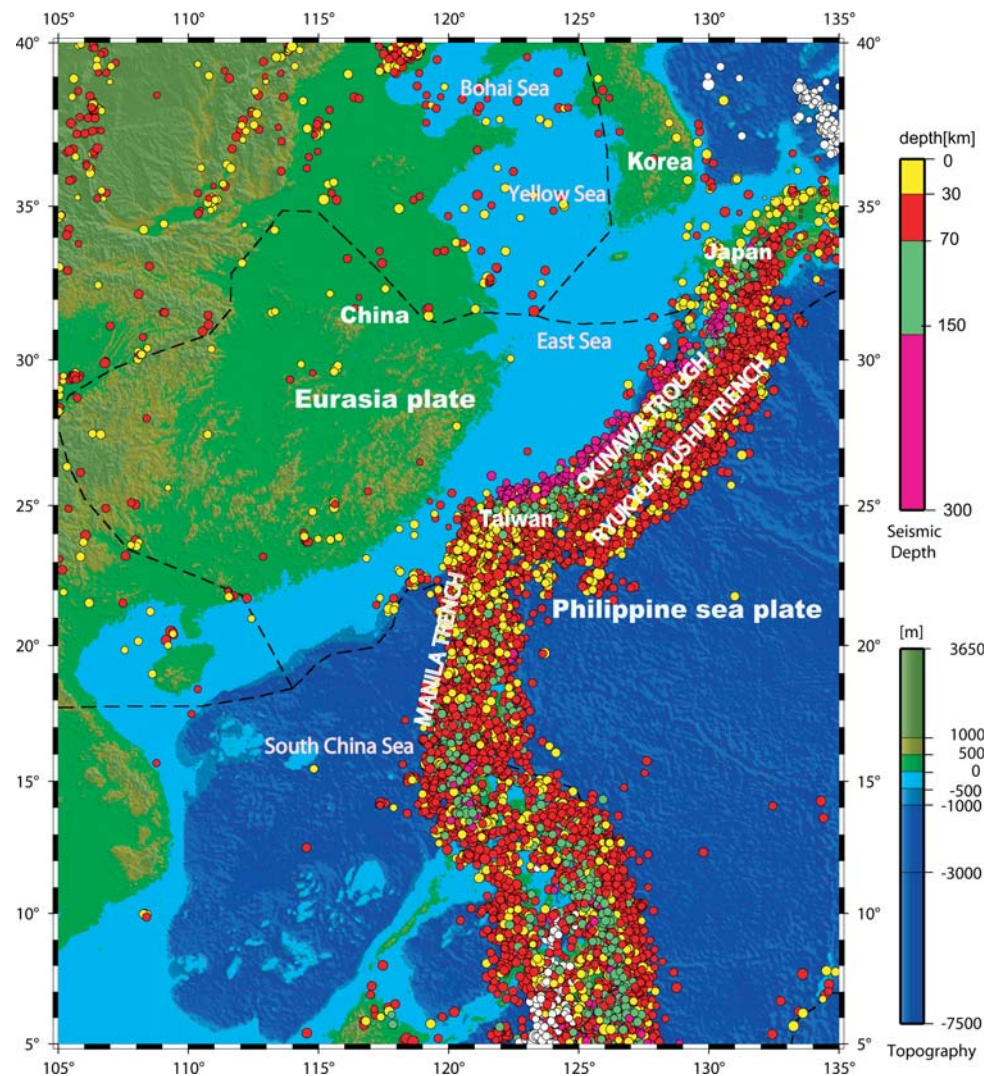 105° 110° 115° 120° 125° 130° 135°
40° 40°
Bohai Sea
depth[km]
0
30
70
150
300
Seismic
Depth
Korea
Yellow Sea
35° 35°
Japan
China
East Sea
30° 30°
Eurasia plate
OKINAWA TROUGH
RYUKYU-KYUSHU TRENCH
25° 25°
Taiwan
MANILA TRENCH
Philippine sea plate
20° 20°
South China Sea
15° 15°
10° 10°
5° 5°
[m]
3650
1000
500
0
-500
-1000
-3000
-7500
Topography
105° 110° 115° 120° 125° 130° 135°